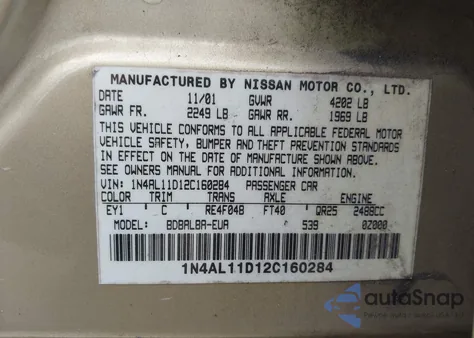 MANUFACTURED BY NISSAN MOTOR CO., LTD.
DATE 11/01 GVWR 4202 LB
GAWR FR. 2249 LB GAWR RR. 1969 LB
THIS VEHICLE CONFORMS TO ALL APPLICABLE FEDERAL MOTOR
VEHICLE SAFETY, BUMPER AND THEFT PREVENTION STANDARDS
IN EFFECT ON THE DATE OF MANUFACTURE SHOWN ABOVE.
SEE OWNERS MANUAL FOR ADDITIONAL INFORMATION.
VIN: 1N4AL11D12C160284 PASSENGER CAR
COLOR TRIM TRANS AXLE ENGINE
EY1 C RE4F04B FT40 QR25 2488CC
MODEL: BDBALBA-EUA 539 0Z000
1N4AL11D12C160284
autoSnap